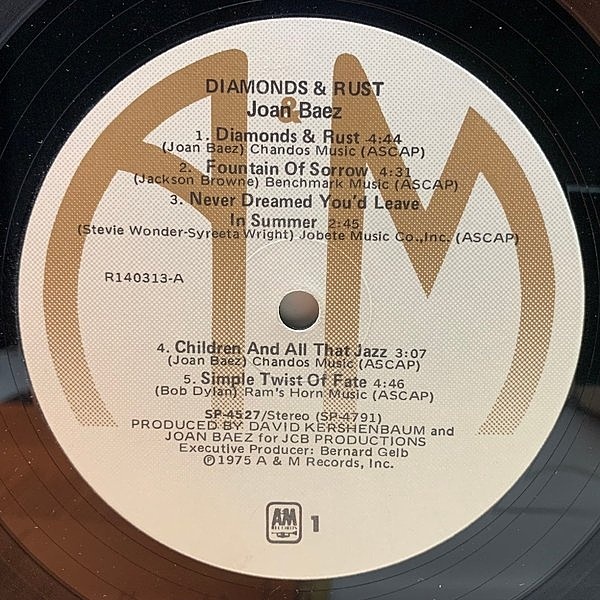 DIAMONDS & RUST
Joan Baez
1. Diamonds & Rust 4:44
(Joan Baez) Chandos Music (ASCAP)
2. Fountain Of Sorrow 4:31
(Jackson Browne) Benchmark Music (ASCAP)
3. Never Dreamed You'd Leave
In Summer 2:45
(Stevie Wonder-Syreeta Wright) Jobete Music Co.,Inc. (ASCAP)
R140313-A
4. Children And All That Jazz 3:07
(Joan Baez) Chandos Music (ASCAP)
5. Simple Twist Of Fate 4:46
(Bob Dylan) Ram's Horn Music (ASCAP)
SP-4527/Stereo (SP-4791)
PRODUCED BY DAVID KERSHENBAUM and
JOAN BAEZ for JCB PRODUCTIONS
Executive Producer: Bernard Gelb
℗1975 A & M Records, Inc.
A&M
RECORDS
1